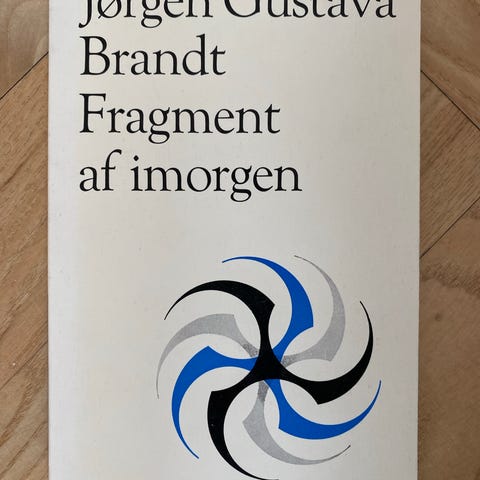 Jørgen Gustava
Brandt
Fragment
af imorgen